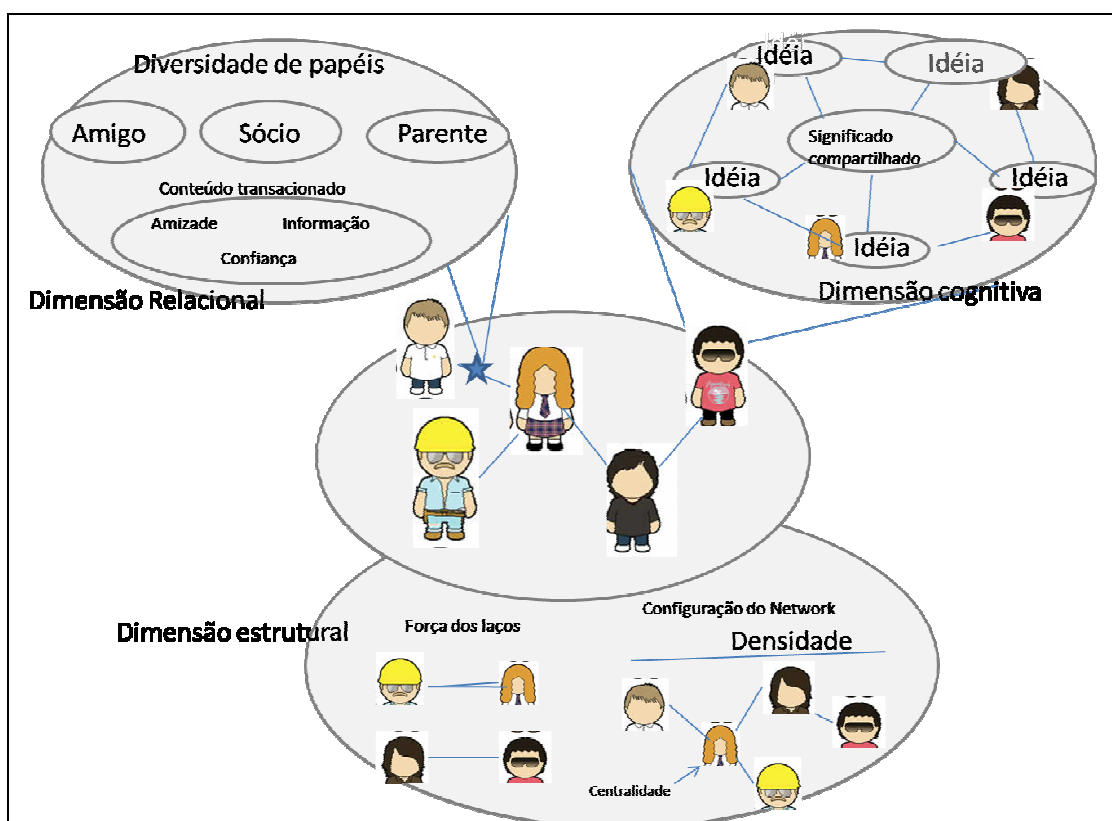 Diversidade de papéis
Amigo
Sócio
Parente
Conteúdo transacionado
Amizade
Informação
Confiança
Dimensão Relacional
Idéi
Idéia
Idéia
Significado
compartilhado
Idéia
Idéia
Idéia
Dimensão cognitiva
Dimensão estrutural
Força dos laços
Configuração do Network
Densidade
Centralidade